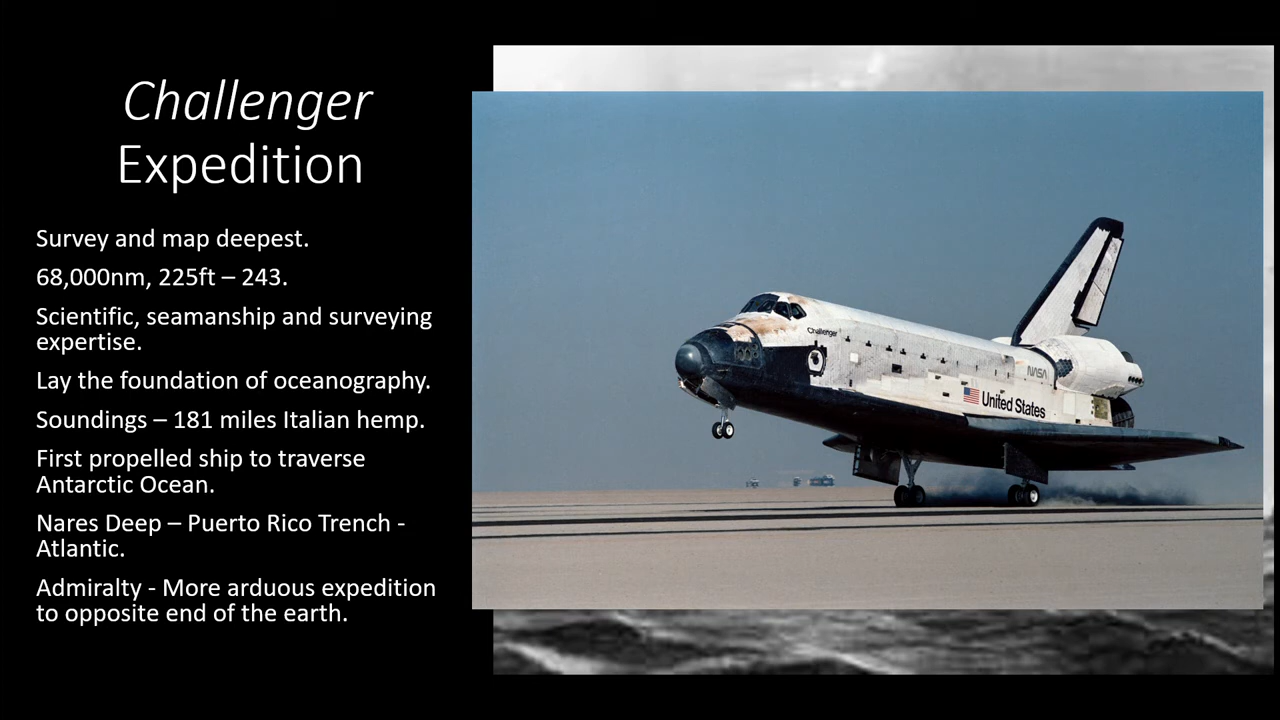 Challenger
Expedition
Survey and map deepest.
68,000nm, 225ft – 243.
Scientific, seamanship and surveying
expertise.
Lay the foundation of oceanography.
Soundings – 181 miles Italian hemp.
First propelled ship to traverse
Antarctic Ocean.
Nares Deep – Puerto Rico Trench -
Atlantic.
Admiralty - More arduous expedition
to opposite end of the earth.
Challenger
NASA
United States